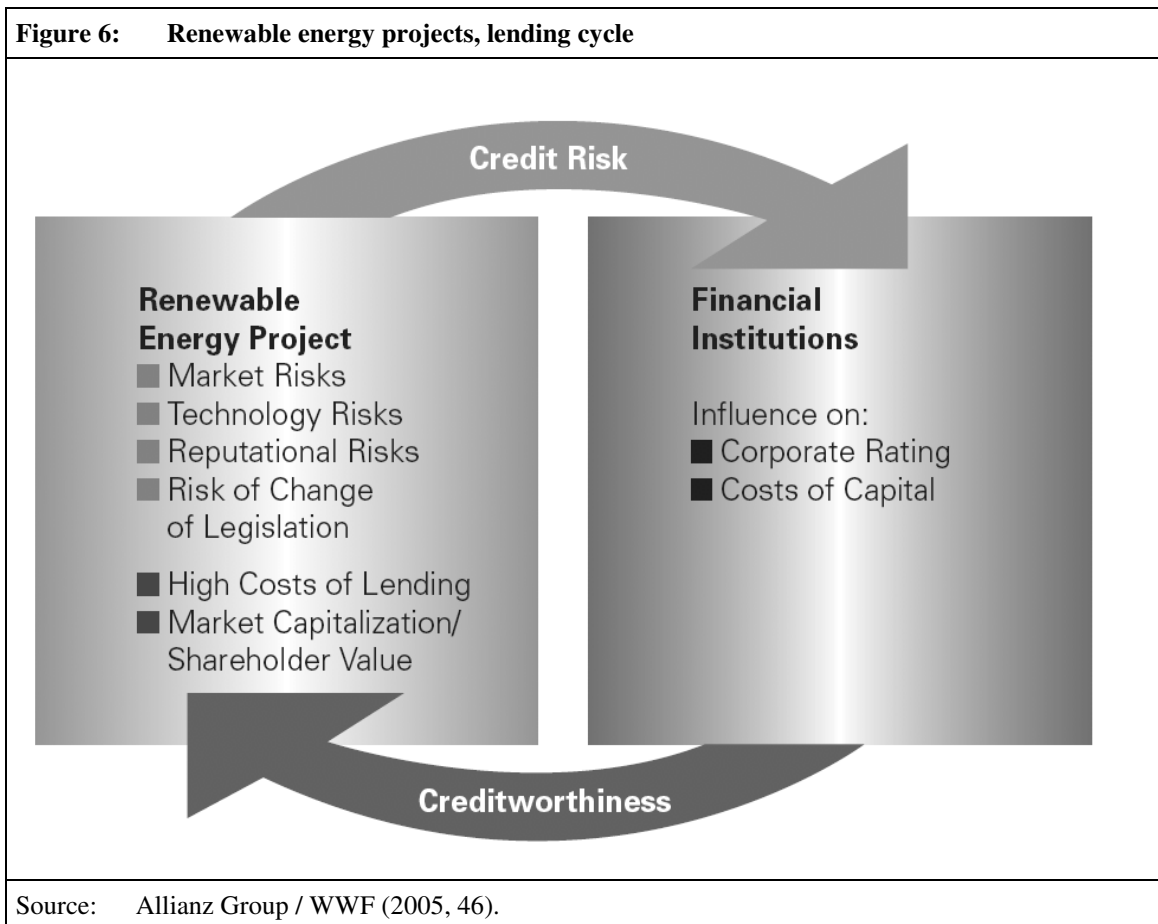 Figure 6: Renewable energy projects, lending cycle
Credit Risk
Renewable
Energy Project
Market Risks
Technology Risks
Reputational Risks
Risk of Change
of Legislation
High Costs of Lending
Market Capitalization/
Shareholder Value
Financial
Institutions
Influence on:
Corporate Rating
Costs of Capital
Creditworthiness
Source: Allianz Group / WWF (2005, 46).